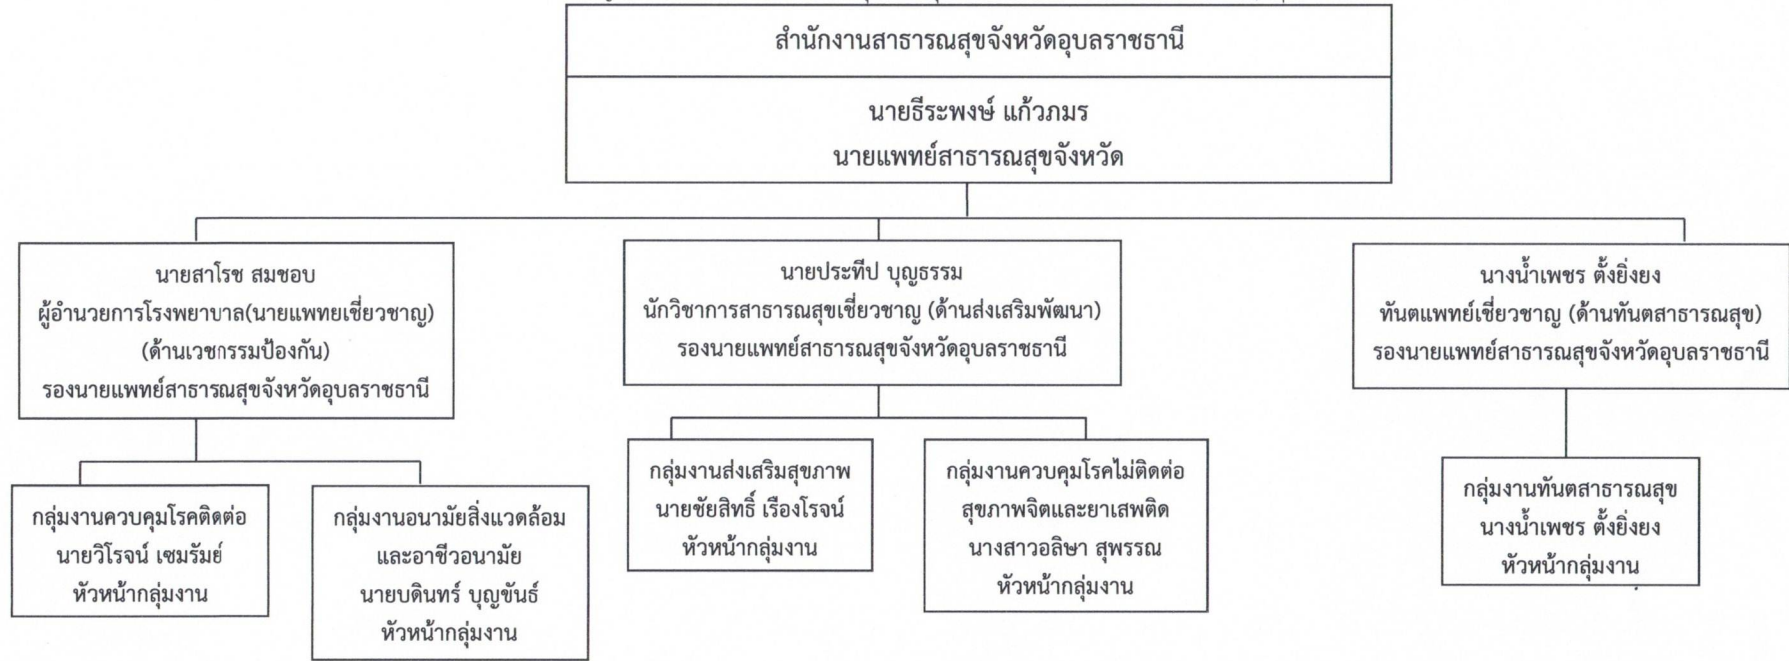 สำนักงานสาธารณสุขจังหวัดอุบลราชธานี
นายธีระพงษ์ แก้วภมร
นายแพทย์สาธารณสุขจังหวัด
นายสาโรช สมชอบ
ผู้อำนวยการโรงพยาบาล(นายแพทยเชี่ยวชาญ)
(ด้านเวชกรรมป้องกัน)
รองนายแพทย์สาธารณสุขจังหวัดอุบลราชธานี
นายประทีป บุญธรรม
นักวิชาการสาธารณสุขเชี่ยวชาญ (ด้านส่งเสริมพัฒนา)
รองนายแพทย์สาธารณสุขจังหวัดอุบลราชธานี
นางน้ำเพชร ตั้งยิ่งยง
ทันตแพทย์เชี่ยวชาญ (ด้านทันตสาธารณสุข)
รองนายแพทย์สาธารณสุขจังหวัดอุบลราชธานี
กลุ่มงานควบคุมโรคติดต่อ
นายวิโรจน์ เซมรัมย์
หัวหน้ากลุ่มงาน
กลุ่มงานอนามัยสิ่งแวดล้อม
และอาชีวอนามัย
นายบดินทร์ บุญขันธ์
หัวหน้ากลุ่มงาน
กลุ่มงานส่งเสริมสุขภาพ
นายชัยสิทธิ์ เรืองโรจน์
หัวหน้ากลุ่มงาน
กลุ่มงานควบคุมโรคไม่ติดต่อ
สุขภาพจิตและยาเสพติด
นางสาวอลิษา สุพรรณ
หัวหน้ากลุ่มงาน
กลุ่มงานทันตสาธารณสุข
นางน้ำเพชร ตั้งยิ่งยง
หัวหน้ากลุ่มงาน